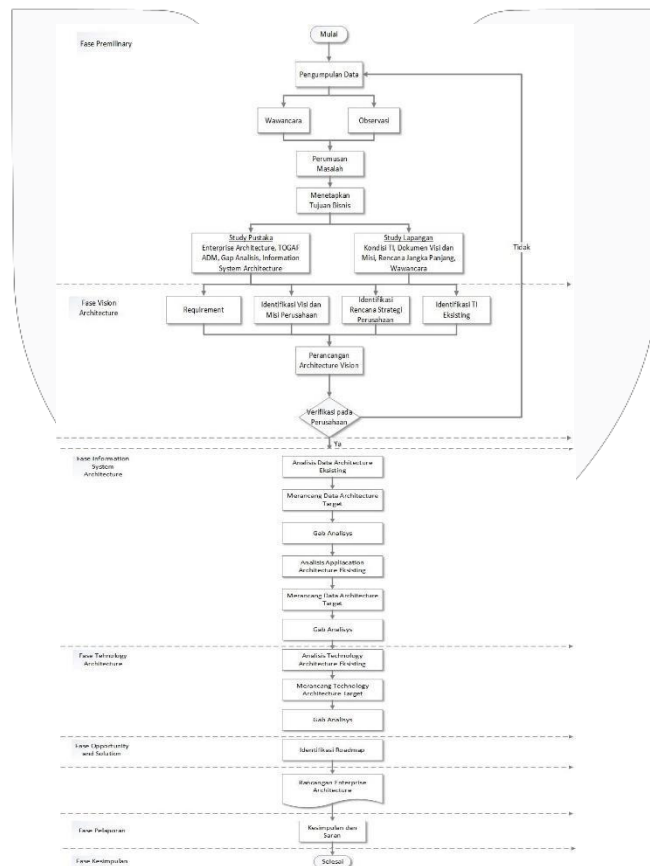 Mulai
Fase Premilinary
Pengumpulan Data
Wawancara
Observasi
Perumusan
Masalah
Menetapkan
Tujuan Bisnis
Study Pustaka
Enterprise Architecture, TOGAF
ADM, Gap Analisis, Information
System Architecture
Study Lapangan
Kondisi TI, Dokumen Visi dan
Misi, Rencana Jangka Panjang,
Wawancara
Tidak
Fase Vision
Architecture
Requirement
Identifikasi Visi dan
Misi Perusahaan
Identifikasi
Rencana Strategi
Perusahaan
Identifikasi TI
Eksisting
Perancangan
Architecture Vision
Verifikasi pada
Perusahaan
Ya
Fase Information
System
Architecture
Analisis Data Architecture
Eksisting
Merancang Data Architecture
Target
Gab Analisys
Analisis Application
Architecture Eksisting
Merancang Data Architecture
Target
Gab Analisys
Fase Tehnology
Architecture
Analisis Technology
Architecture Eksisting
Merancang Technology
Architecture Target
Gab Analisys
Fase Opportunity
and Solution
Identifikasi Roadmap
Rancangan Enterprise
Architecture
Fase Pelaporan
Kesimpulan dan
Saran
Fase Kesimpulan
Selesai